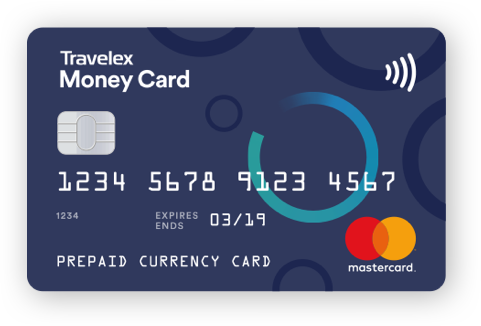 Travelex
Money Card
1234 5678 9123 4567
1234
EXPIRES
ENDS
03/19
PREPAID CURRENCY CARD
mastercard.